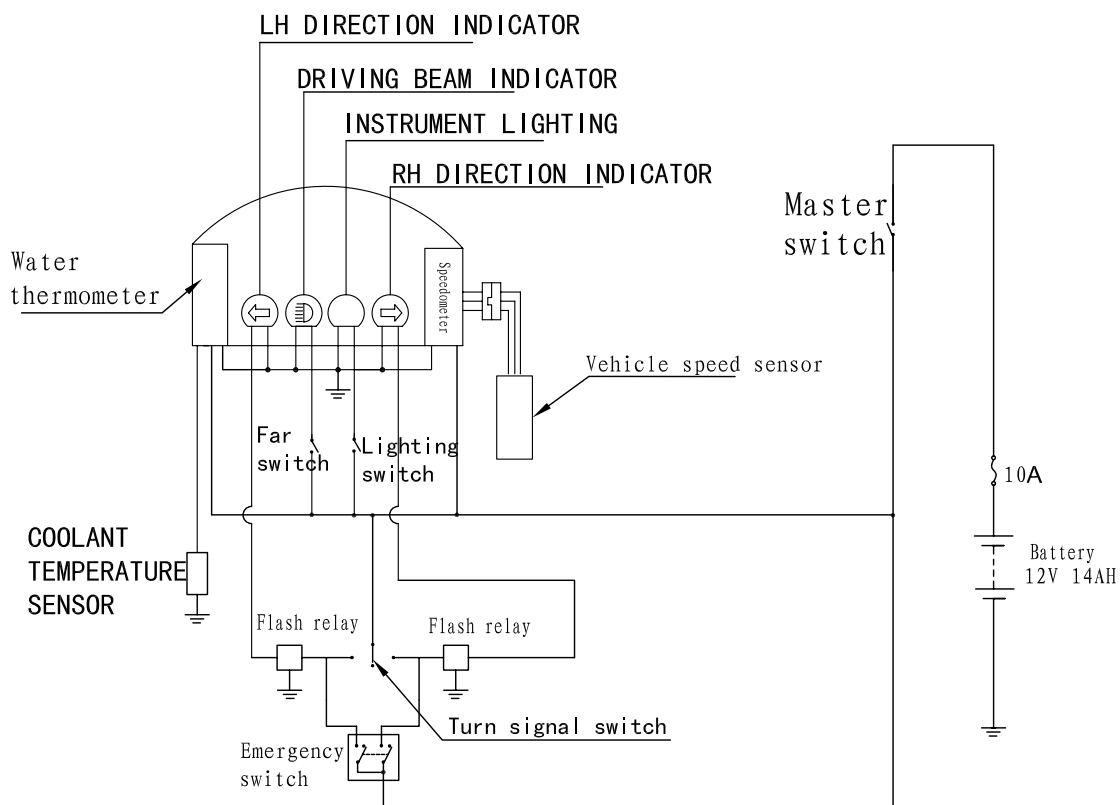 LH DIRECTION INDICATOR
DRIVING BEAM INDICATOR
INSTRUMENT LIGHTING
RH DIRECTION INDICATOR
Master
switch
Water
thermometer
Speedometer
Vehicle speed sensor
Far
switch
Lighting
switch
10A
COOLANT
TEMPERATURE
SENSOR
Battery
12V 14AH
Flash relay
Flash relay
Turn signal switch
Emergency
switch